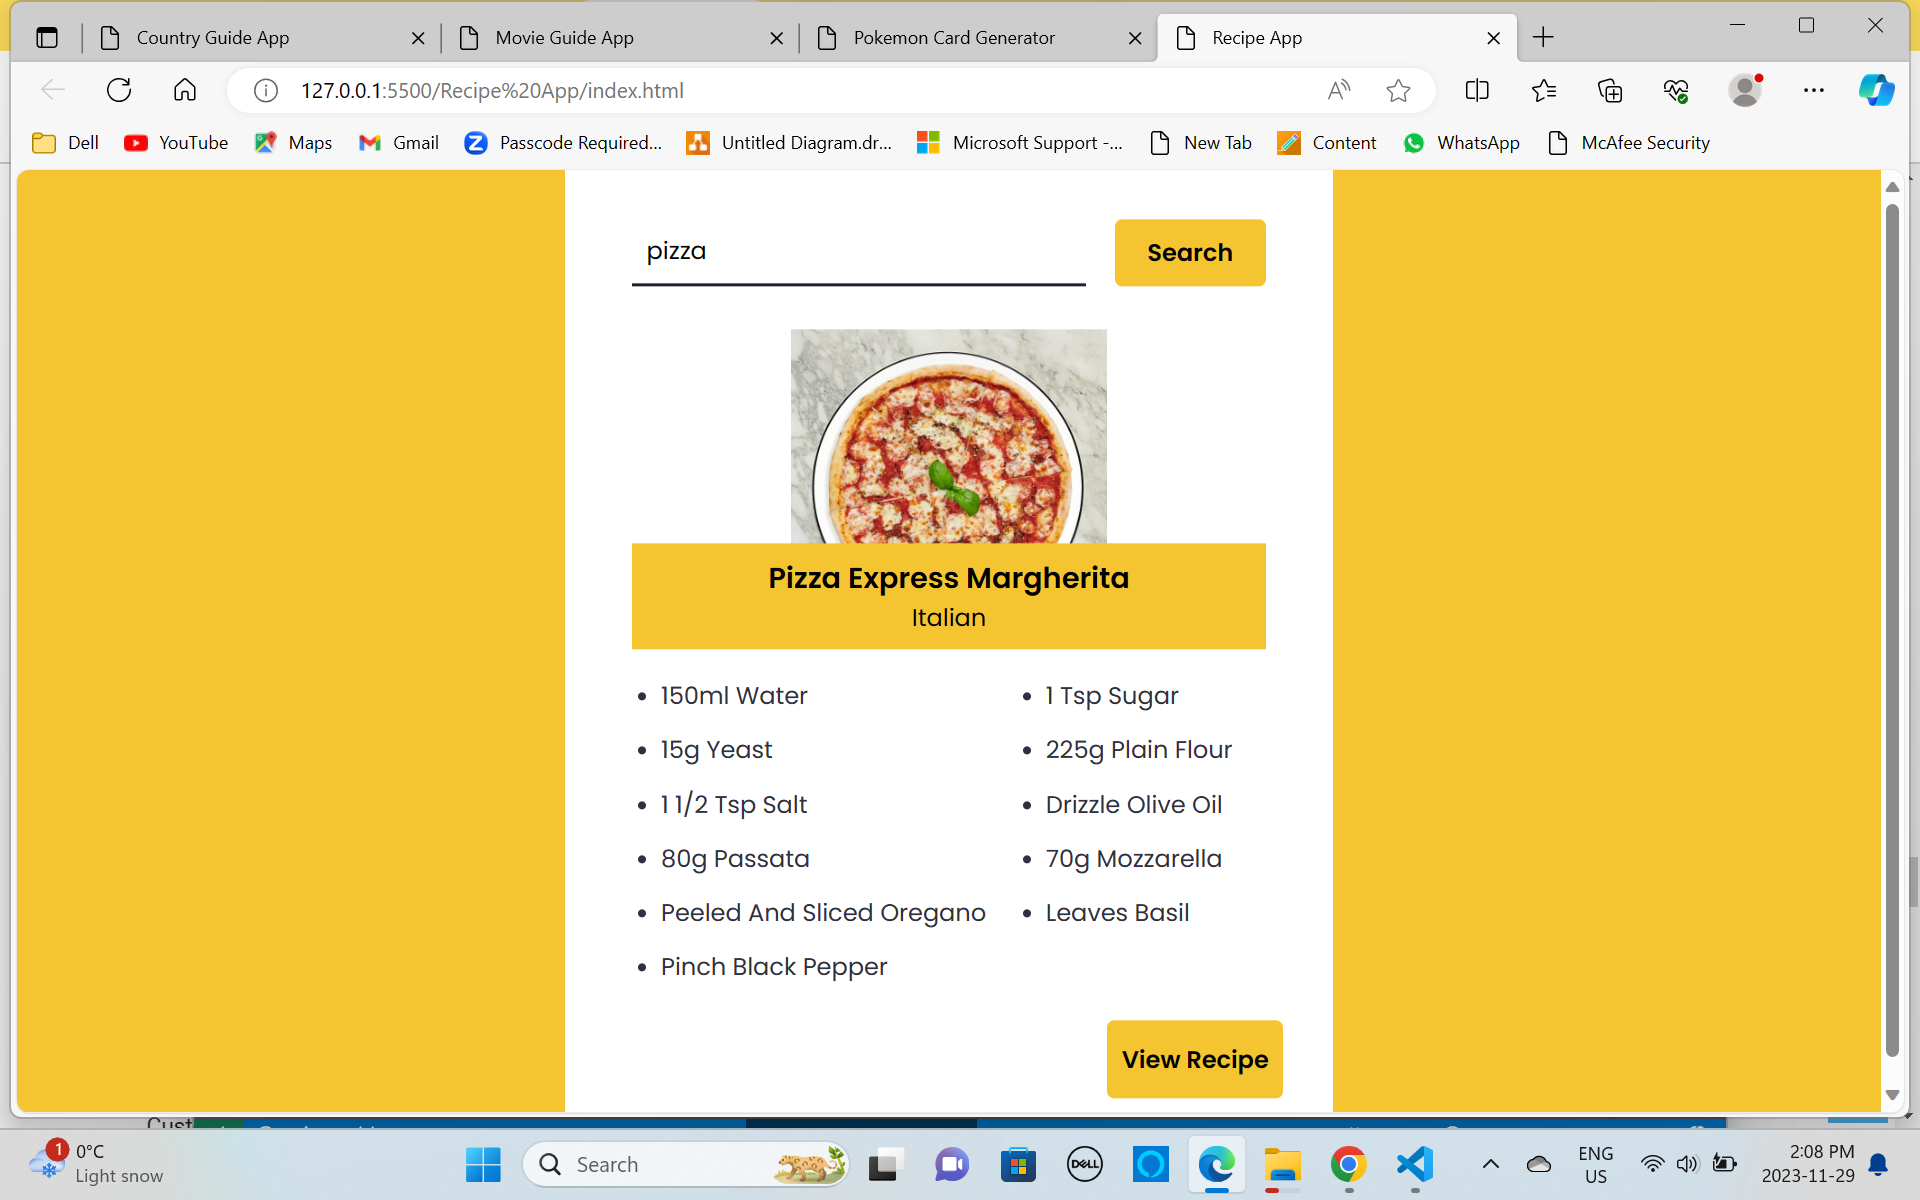 Country Guide App
Movie Guide App
Pokemon Card Generator
Recipe App
127.0.0.1:5500/Recipe%20App/index.html
Dell
YouTube
Maps
Gmail
Passcode Required...
Untitled Diagram.dr...
Microsoft Support -...
New Tab
Content
WhatsApp
McAfee Security
pizza
Search
Pizza Express Margherita
Italian
150ml Water
15g Yeast
1 1/2 Tsp Salt
80g Passata
Peeled And Sliced Oregano
Pinch Black Pepper
1 Tsp Sugar
225g Plain Flour
Drizzle Olive Oil
70g Mozzarella
Leaves Basil
View Recipe
1
0°C
Light snow
Search
DELL
ENG
US
2:08 PM
2023-11-29